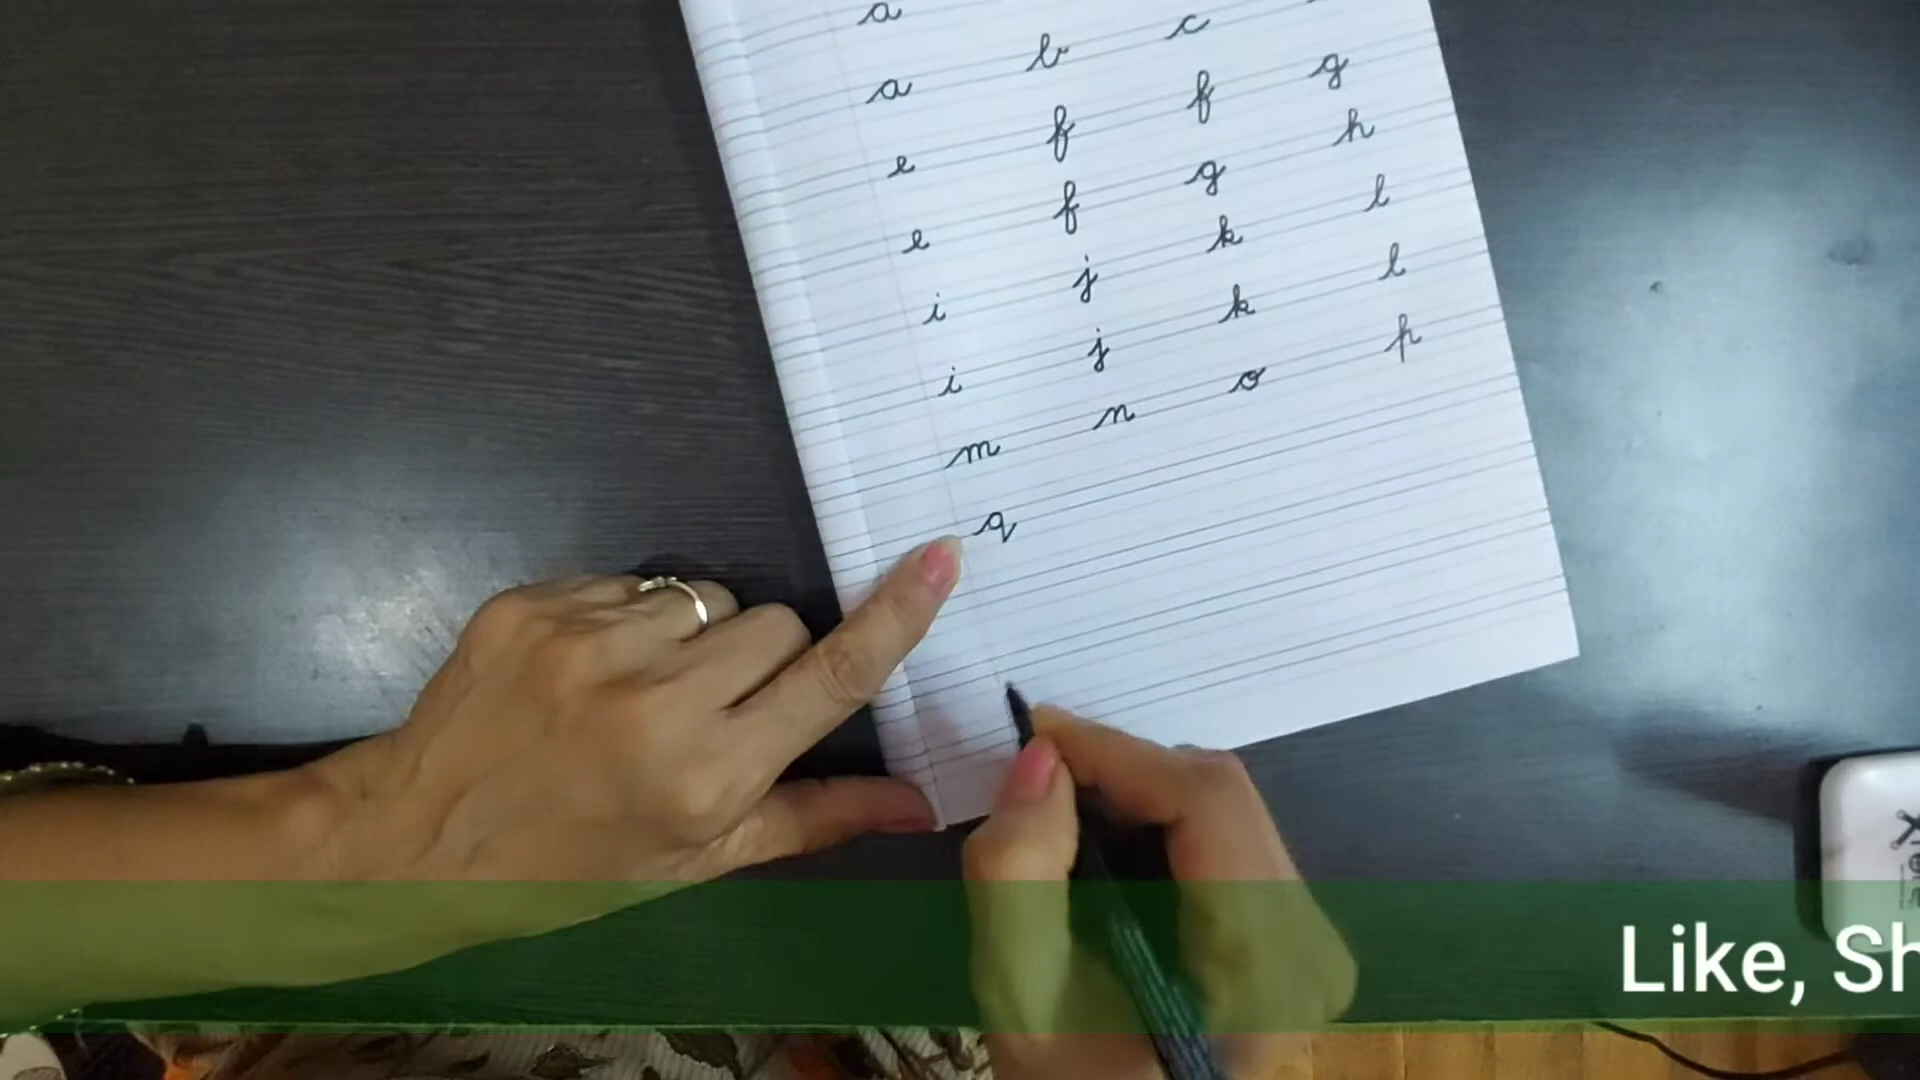 a
a b c
e f f g
e f g h
i j k l
i j k l
m n o p
q
Like, Sh